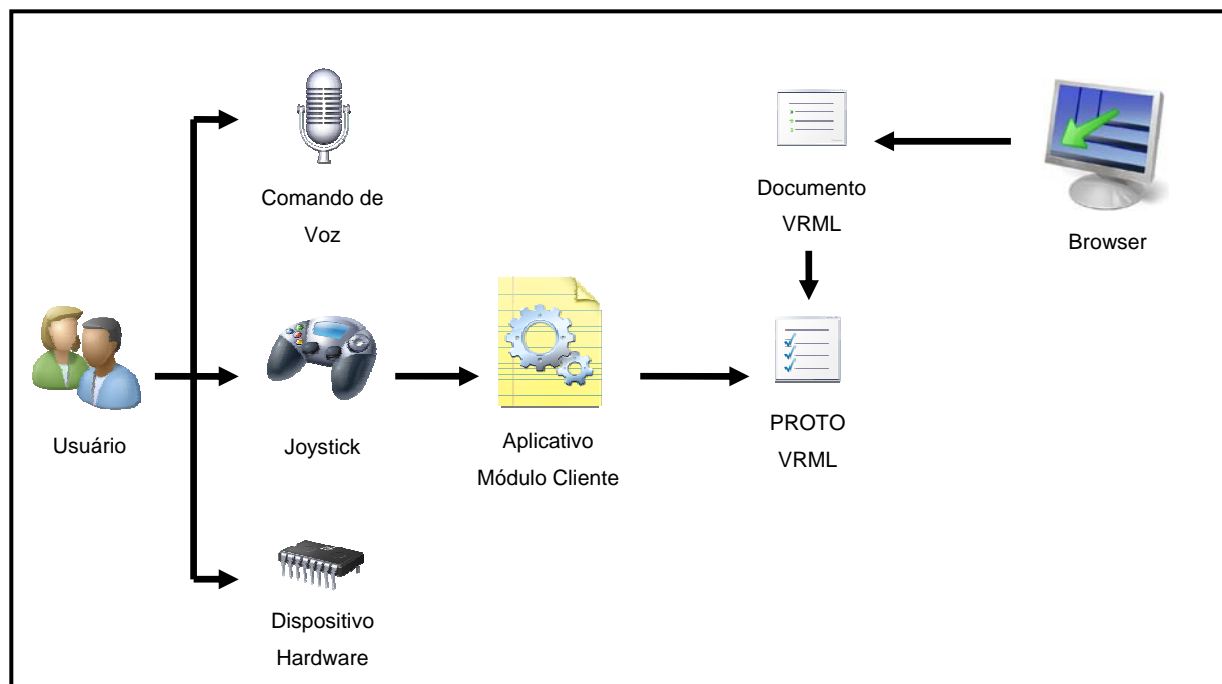 Comando de
Voz
Documento
VRML
Browser
Usuário
Joystick
Aplicativo
Módulo Cliente
PROTO
VRML
Dispositivo
Hardware